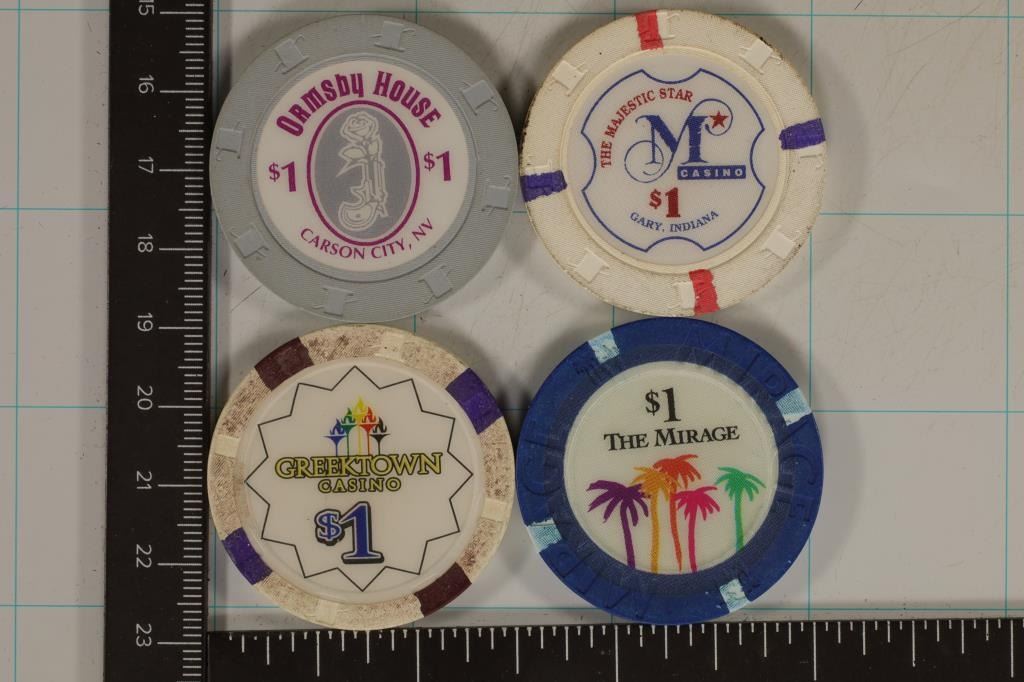 15
16
17
18
19
20
21
22
23
ORMSBY HOUSE
$1 $1
CARSON CITY, NV
THE MAJESTIC STAR
M
CASINO
$1
GARY, INDIANA
GREEKTOWN
CASINO
$1
$1
THE MIRAGE